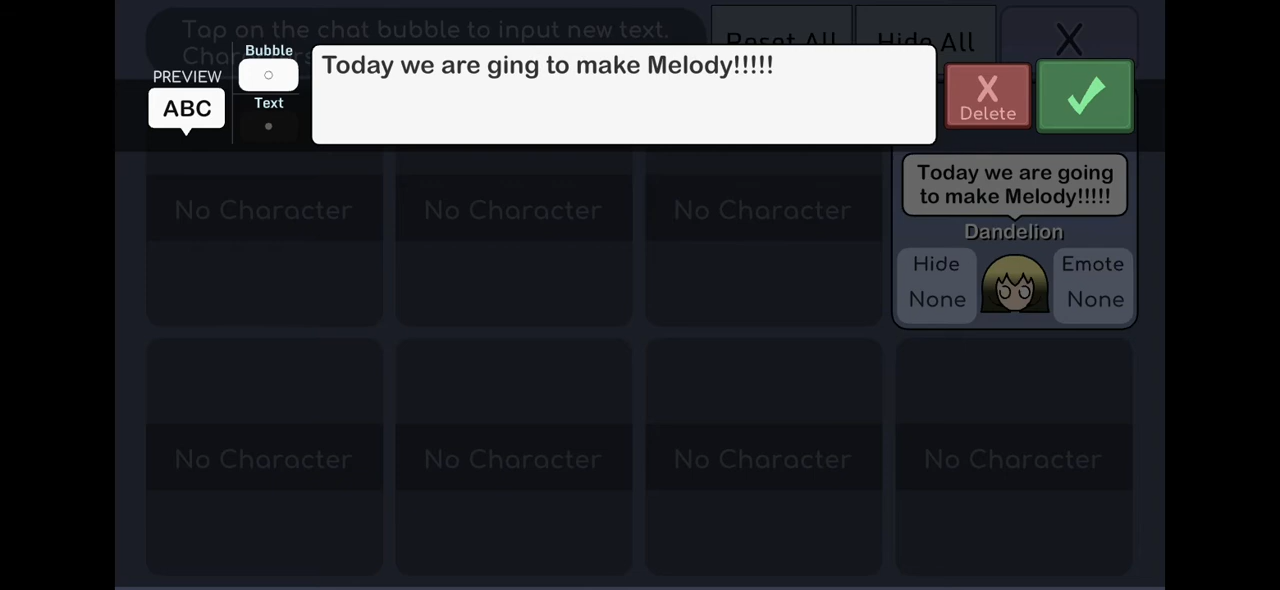 Tap on the chat bubble to input new text.
Reset All
Hide All
X
Bubble
PREVIEW
ABC
Text
Today we are ging to make Melody!!!!!
X
Delete
Today we are going
to make Melody!!!!!
Dandelion
Hide
None
Emote
None
No Character
No Character
No Character
No Character
No Character
No Character
No Character